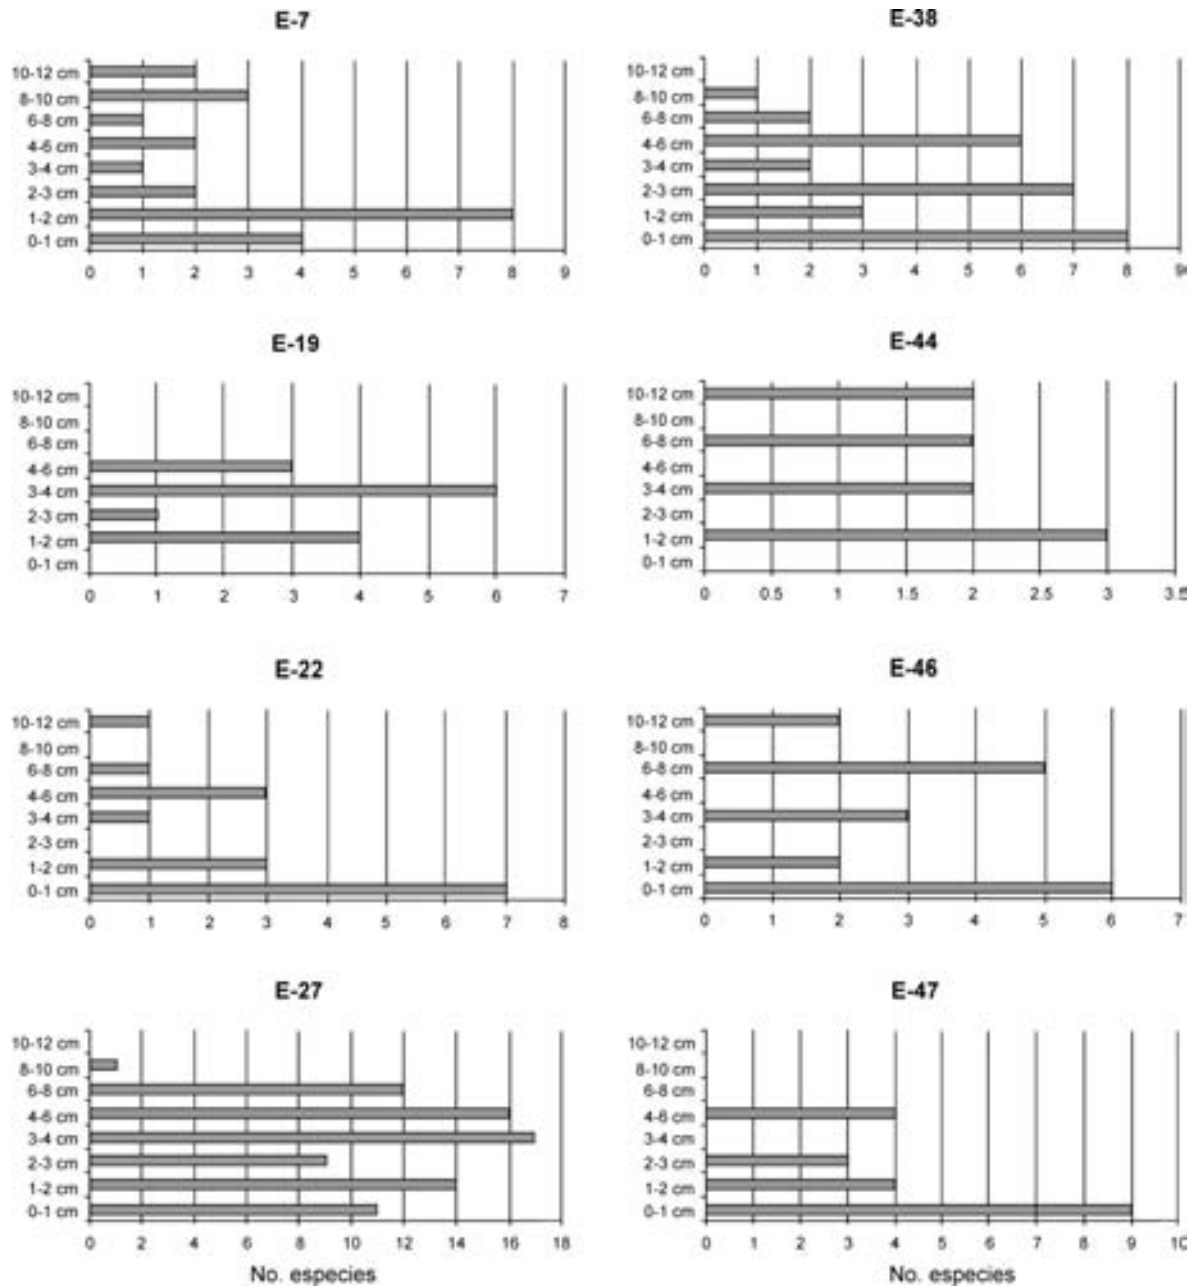 E-7
10-12 cm
8-10 cm
6-8 cm
4-6 cm
3-4 cm
2-3 cm
1-2 cm
0-1 cm
0 1 2 3 4 5 6 7 8 9
E-38
10-12 cm
8-10 cm
6-8 cm
4-6 cm
3-4 cm
2-3 cm
1-2 cm
0-1 cm
0 1 2 3 4 5 6 7 8 9
E-19
10-12 cm
8-10 cm
6-8 cm
4-6 cm
3-4 cm
2-3 cm
1-2 cm
0-1 cm
0 1 2 3 4 5 6 7
E-44
10-12 cm
8-10 cm
6-8 cm
4-6 cm
3-4 cm
2-3 cm
1-2 cm
0-1 cm
0 0.5 1 1.5 2 2.5 3 3.5
E-22
10-12 cm
8-10 cm
6-8 cm
4-6 cm
3-4 cm
2-3 cm
1-2 cm
0-1 cm
0 1 2 3 4 5 6 7 8
E-46
10-12 cm
8-10 cm
6-8 cm
4-6 cm
3-4 cm
2-3 cm
1-2 cm
0-1 cm
0 1 2 3 4 5 6 7
E-27
10-12 cm
8-10 cm
6-8 cm
4-6 cm
3-4 cm
2-3 cm
1-2 cm
0-1 cm
0 2 4 6 8 10 12 14 16 18
No. especies
E-47
10-12 cm
8-10 cm
6-8 cm
4-6 cm
3-4 cm
2-3 cm
1-2 cm
0-1 cm
0 1 2 3 4 5 6 7 8 9 10
No. especies